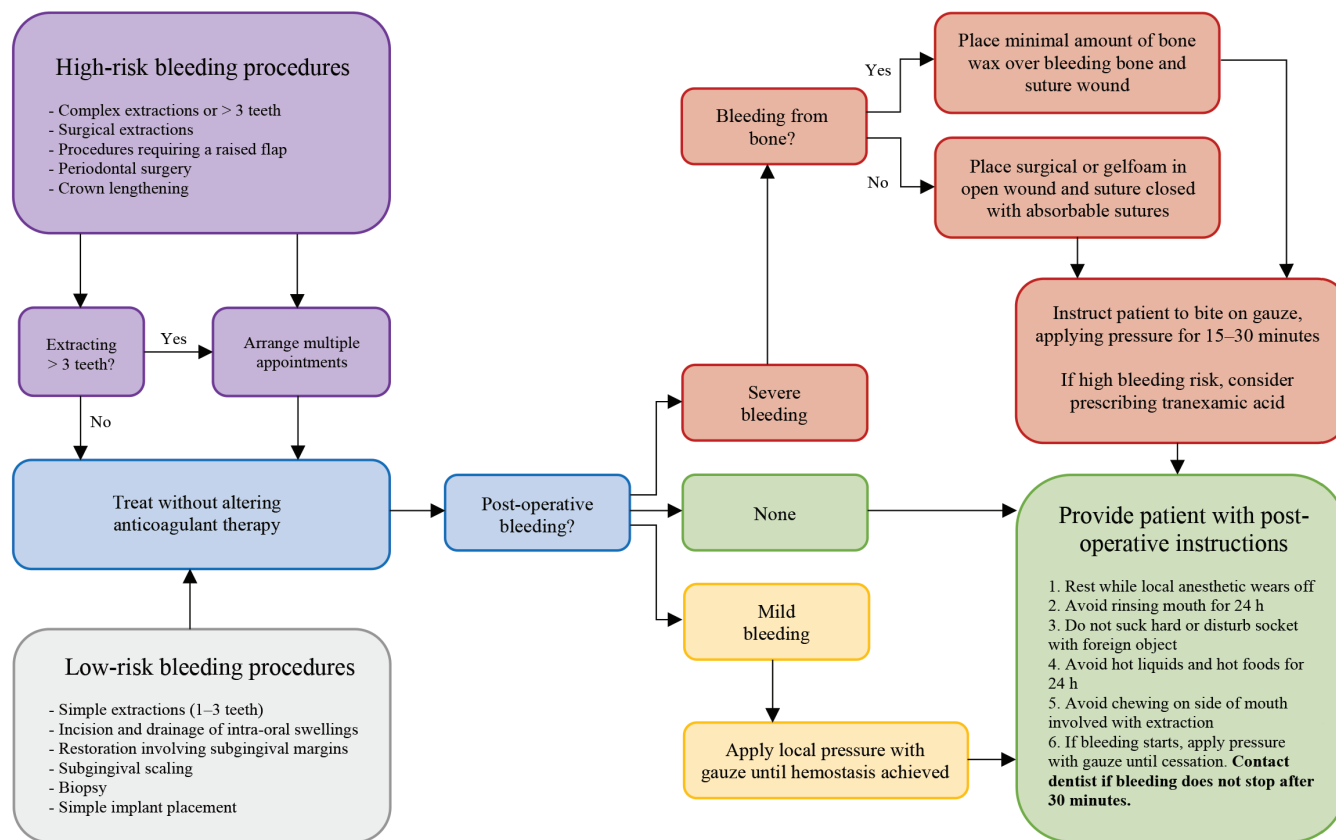 High-risk bleeding procedures
- Complex extractions or > 3 teeth
- Surgical extractions
- Procedures requiring a raised flap
- Periodontal surgery
- Crown lengthening
Extracting
> 3 teeth?
Yes
No
Arrange multiple
appointments
Treat without altering
anticoagulant therapy
Low-risk bleeding procedures
- Simple extractions (1–3 teeth)
- Incision and drainage of intra-oral swellings
- Restoration involving subgingival margins
- Subgingival scaling
- Biopsy
- Simple implant placement
Post-operative
bleeding?
Severe
bleeding
None
Mild
bleeding
Apply local pressure with
gauze until hemostasis achieved
Bleeding from
bone?
Yes
No
Place minimal amount of bone
wax over bleeding bone and
suture wound
Place surgical or gelfoam in
open wound and suture closed
with absorbable sutures
Instruct patient to bite on gauze,
applying pressure for 15–30 minutes
If high bleeding risk, consider
prescribing tranexamic acid
Provide patient with post-
operative instructions
1. Rest while local anesthetic wears off
2. Avoid rinsing mouth for 24 h
3. Do not suck hard or disturb socket
with foreign object
4. Avoid hot liquids and hot foods for
24 h
5. Avoid chewing on side of mouth
involved with extraction
6. If bleeding starts, apply pressure
with gauze until cessation. Contact
dentist if bleeding does not stop after
30 minutes.